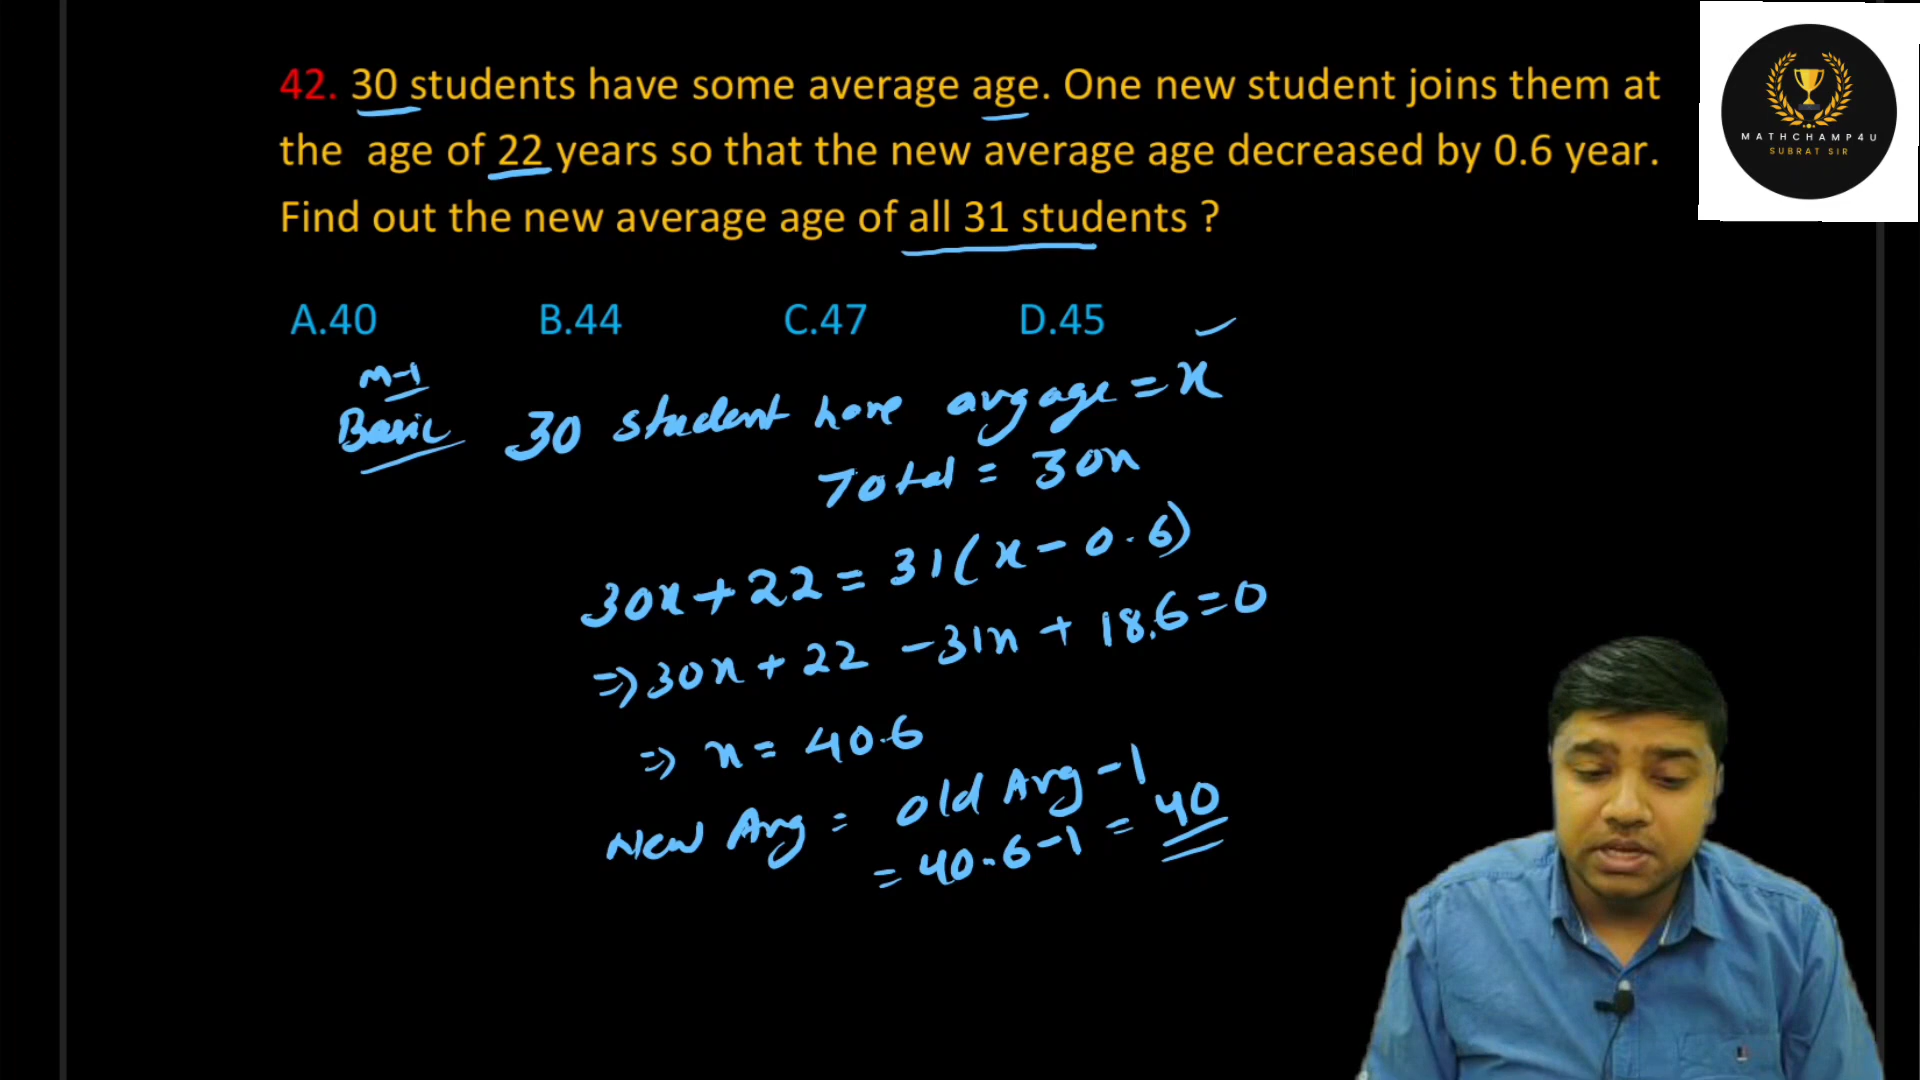 42. 30 students have some average age. One new student joins them at
the age of 22 years so that the new average age decreased by 0.6 year.
Find out the new average age of all 31 students ?
MATHCHAMP4U
SUBRAT SIR
A.40 B.44 C.47 D.45
M-1
Basic 30 student have avg age = x
Total = 30x
30x + 22 = 31(x - 0.6)
⇒ 30x + 22 - 31x + 18.6 = 0
⇒ x = 40.6
New Avg = old Avg - 1
= 40.6 - 1 = 40